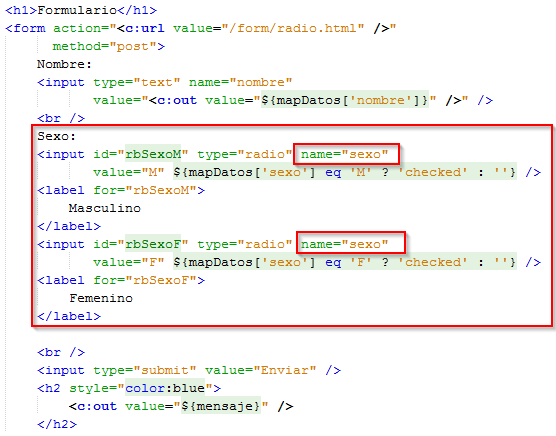 <h1>Formulario</h1>
<form action="<c:url value="/form/radio.html" />"
method="post">
Nombre:
<input type="text" name="nombre"
value="<c:out value="${mapDatos['nombre']}" />" />
<br />
Sexo:
<input id="rbSexoM" type="radio" name="sexo"
value="M" ${mapDatos['sexo'] eq 'M' ? 'checked' : ''} />
<label for="rbSexoM">
Masculino
</label>
<input id="rbSexoF" type="radio" name="sexo"
value="F" ${mapDatos['sexo'] eq 'F' ? 'checked' : ''} />
<label for="rbSexoF">
Femenino
</label>
<br />
<input type="submit" value="Enviar" />
<h2 style="color:blue">
<c:out value="${mensaje}" />
</h2>